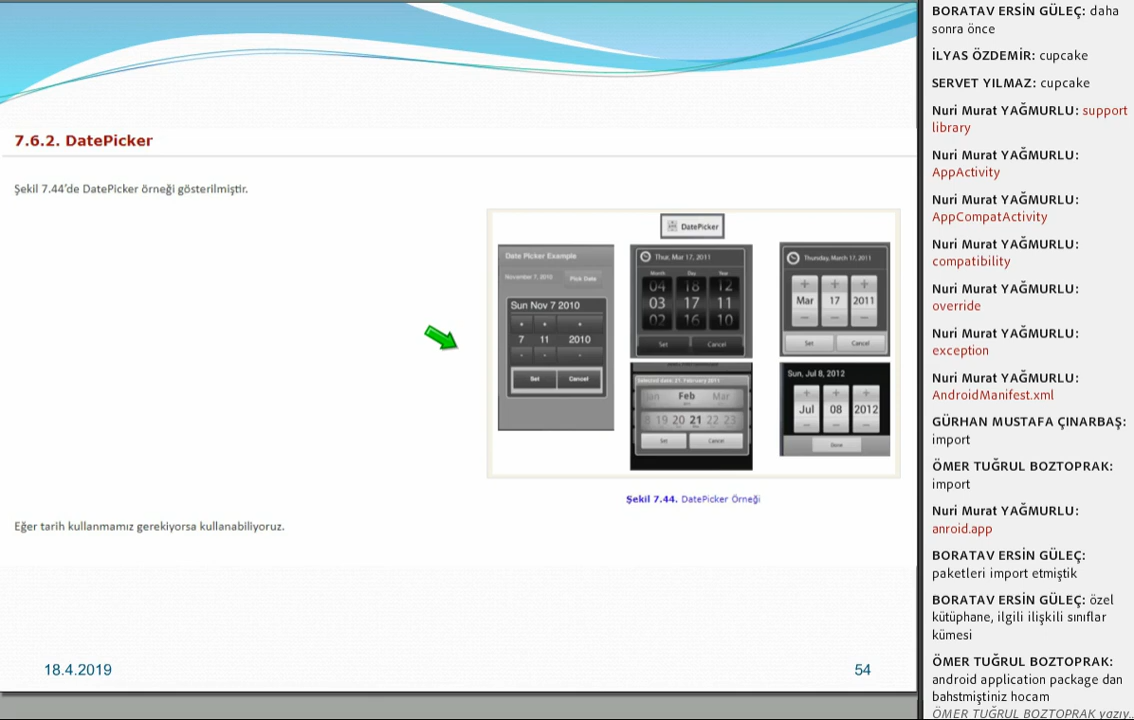 7.6.2. DatePicker
Şekil 7.44’de DatePicker örneği gösterilmiştir.
DatePicker
Date Picker Example
November 7, 2010
Pick Date
Sun Nov 7 2010
+ + +
7 11 2010
- - -
Set Cancel
Thur, Mar 17, 2011
Month Day Year
04 18 12
03 17 11
02 16 10
Set Cancel
Thursday, March 17, 2011
+ + +
Mar 17 2011
- - -
Set Cancel
Selected date: 21. February 2011
Jan Feb Mar
8 19 20 21 22 23
Set Cancel
Sun, Jul 8, 2012
+ + +
Jul 08 2012
- - -
Done
Şekil 7.44. DatePicker Örneği
Eğer tarih kullanmamız gerekiyorsa kullanabiliyoruz.
18.4.2019
54
BORATAV ERSİN GÜLEÇ: daha
sonra önce
İLYAS ÖZDEMİR: cupcake
SERVET YILMAZ: cupcake
Nuri Murat YAĞMURLU: support
library
Nuri Murat YAĞMURLU:
AppActivity
Nuri Murat YAĞMURLU:
AppCompatActivity
Nuri Murat YAĞMURLU:
compatibility
Nuri Murat YAĞMURLU:
override
Nuri Murat YAĞMURLU:
exception
Nuri Murat YAĞMURLU:
AndroidManifest.xml
GÜRHAN MUSTAFA ÇINARBAŞ:
import
ÖMER TUĞRUL BOZTOPRAK:
import
Nuri Murat YAĞMURLU:
anroid.app
BORATAV ERSİN GÜLEÇ:
paketleri import etmiştik
BORATAV ERSİN GÜLEÇ: özel
kütüphane, ilgili ilişkili sınıflar
kümesi
ÖMER TUĞRUL BOZTOPRAK:
android application package dan
bahstmiştiniz hocam
ÖMER TUĞRUL BOZTOPRAK yazıy..